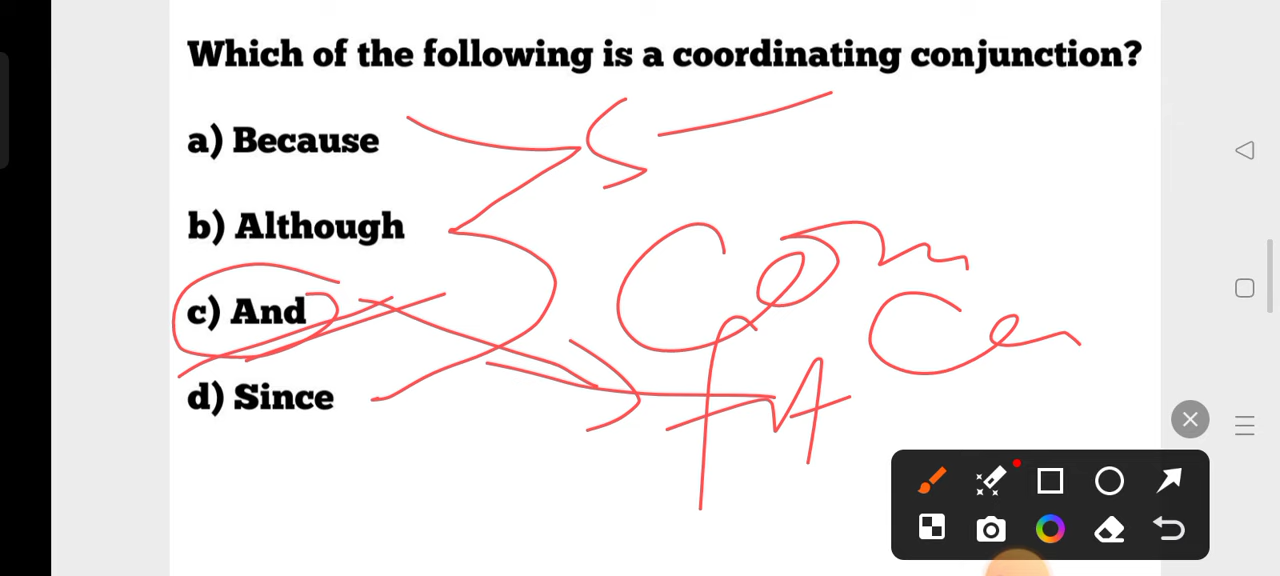 Which of the following is a coordinating conjunction?
a) Because
b) Although
c) And
d) Since
S